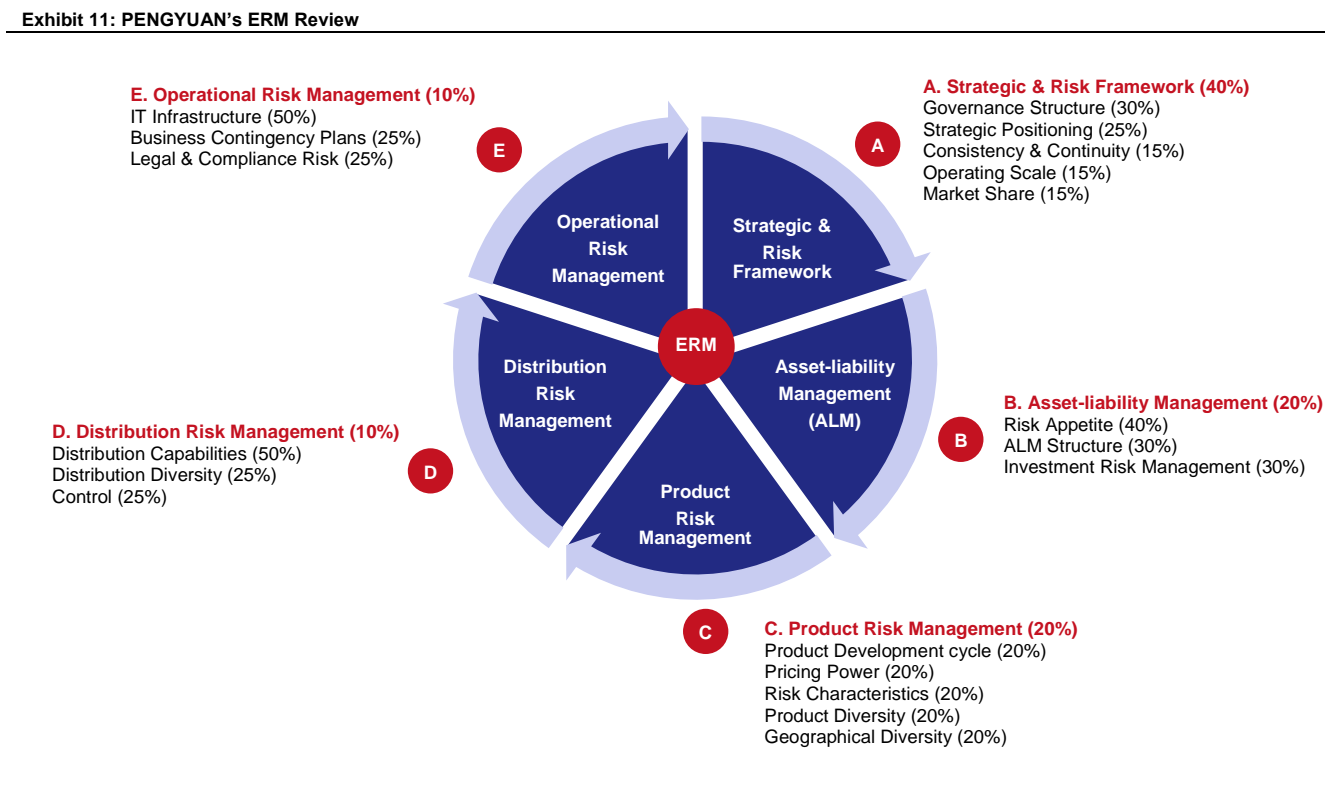 Exhibit 11: PENGYUAN's ERM Review
E. Operational Risk Management (10%)
IT Infrastructure (50%)
Business Contingency Plans (25%)
Legal & Compliance Risk (25%)
E
A. Strategic & Risk Framework (40%)
Governance Structure (30%)
Strategic Positioning (25%)
Consistency & Continuity (15%)
Operating Scale (15%)
Market Share (15%)
A
Operational
Risk
Management
Strategic &
Risk
Framework
ERM
Distribution
Risk
Management
Asset-liability
Management
(ALM)
Product
Risk
Management
B. Asset-liability Management (20%)
Risk Appetite (40%)
ALM Structure (30%)
Investment Risk Management (30%)
B
D. Distribution Risk Management (10%)
Distribution Capabilities (50%)
Distribution Diversity (25%)
Control (25%)
D
C
C. Product Risk Management (20%)
Product Development cycle (20%)
Pricing Power (20%)
Risk Characteristics (20%)
Product Diversity (20%)
Geographical Diversity (20%)